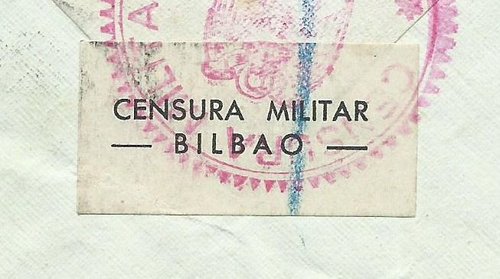 CENSURA MILITAR
— BILBAO —